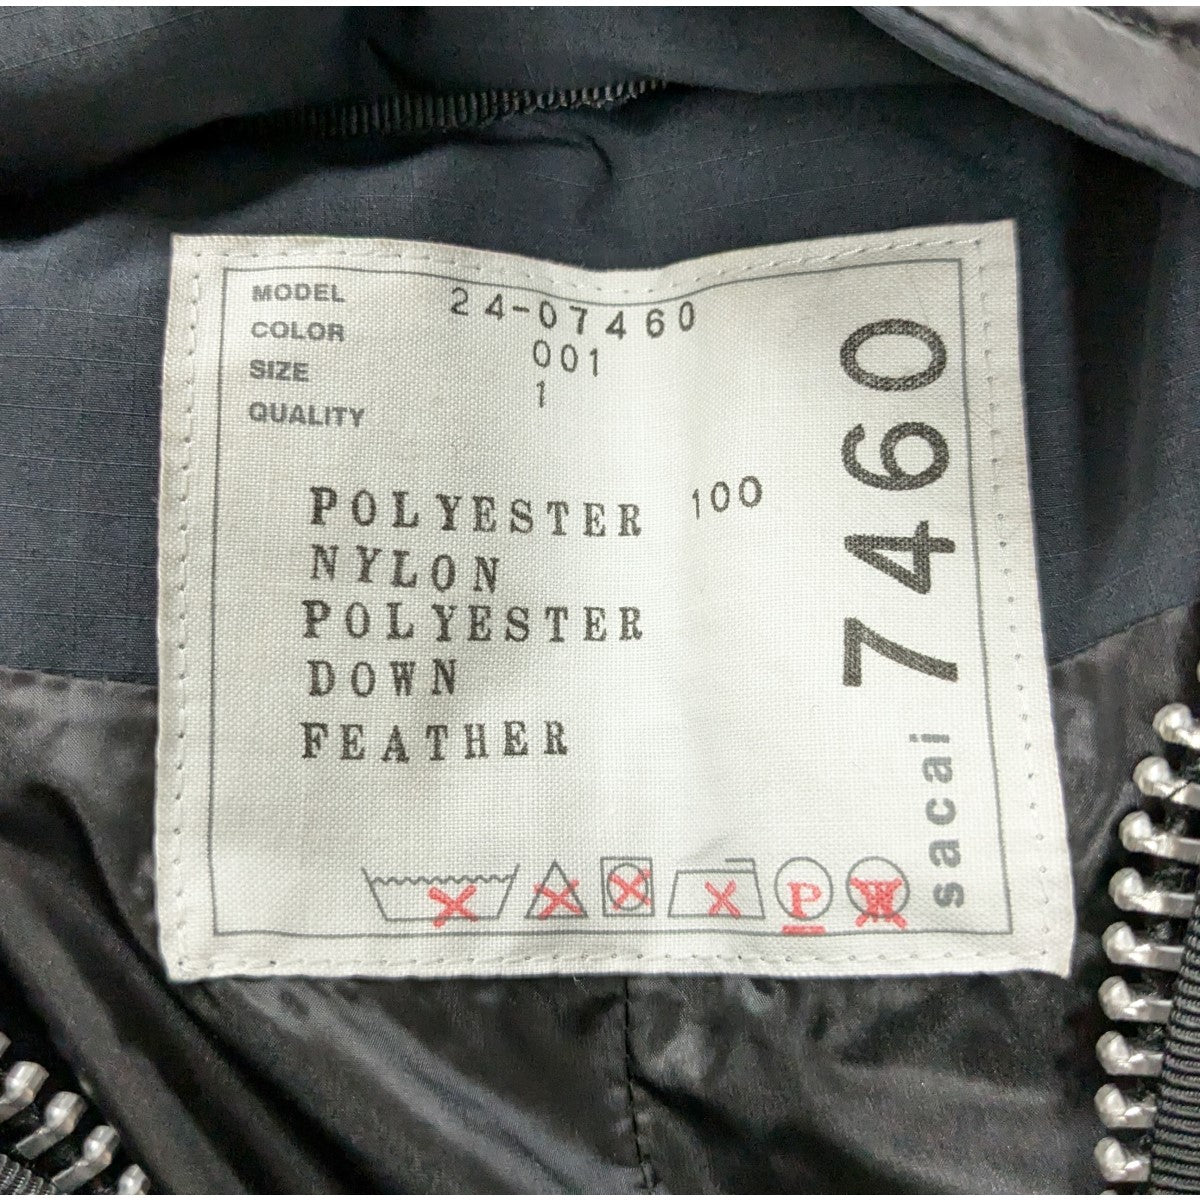 MODEL 24-07460
COLOR 001
SIZE 1
QUALITY
POLYESTER 100
NYLON
POLYESTER
DOWN
FEATHER
P
W
sacai 7460